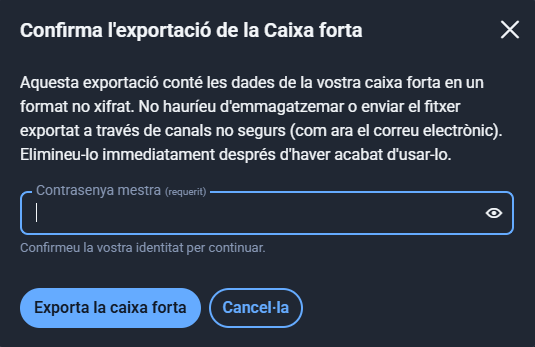 Confirma l'exportació de la Caixa forta
Aquesta exportació conté les dades de la vostra caixa forta en un
format no xifrat. No hauríeu d'emmagatzemar o enviar el fitxer
exportat a través de canals no segurs (com ara el correu electrònic).
Elimineu-lo immediatament després d'haver acabat d'usar-lo.
Contrasenya mestra (requerit)
Confirmeu la vostra identitat per continuar.
Exporta la caixa forta Cancel·la